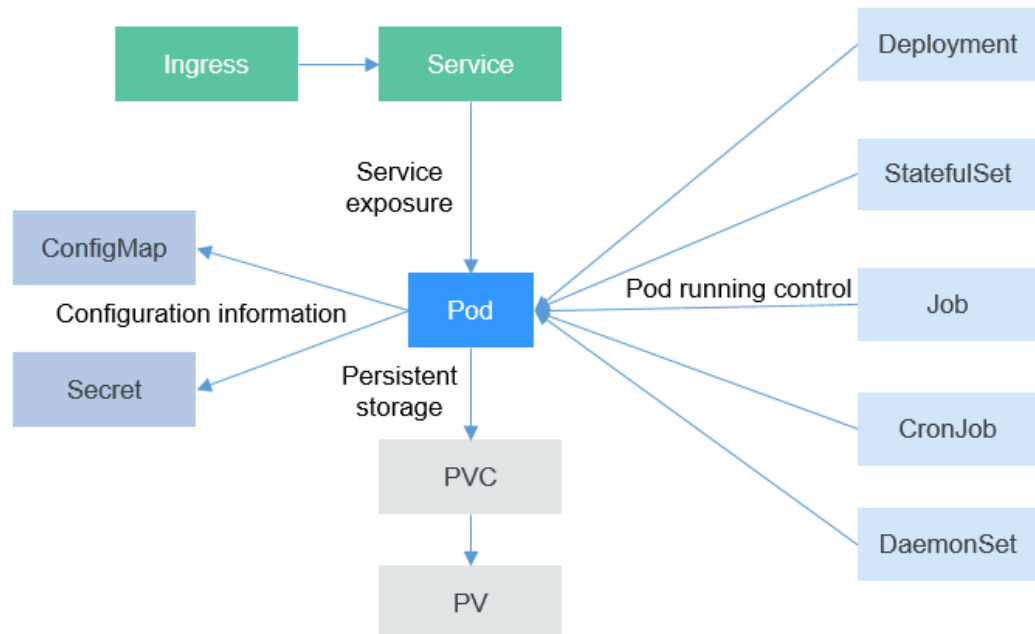 Ingress
Service
Deployment
Service
exposure
StatefulSet
ConfigMap
Configuration information
Pod
Pod running control
Job
Secret
Persistent
storage
CronJob
PVC
DaemonSet
PV